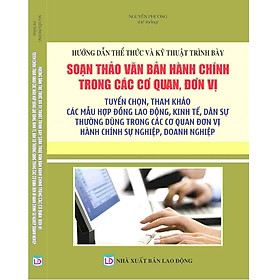 NGUYỄN PHƯƠNG
HƯỚNG DẪN THỂ THỨC VÀ KỸ THUẬT TRÌNH BÀY
SOẠN THẢO VĂN BẢN HÀNH CHÍNH
TRONG CÁC CƠ QUAN, ĐƠN VỊ
TUYỂN CHỌN, THAM KHẢO
CÁC MẪU HỢP ĐỒNG LAO ĐỘNG, KINH TẾ, DÂN SỰ
THƯỜNG DÙNG TRONG CÁC CƠ QUAN ĐƠN VỊ
HÀNH CHÍNH SỰ NGHIỆP, DOANH NGHIỆP
NHÀ XUẤT BẢN LAO ĐỘNG